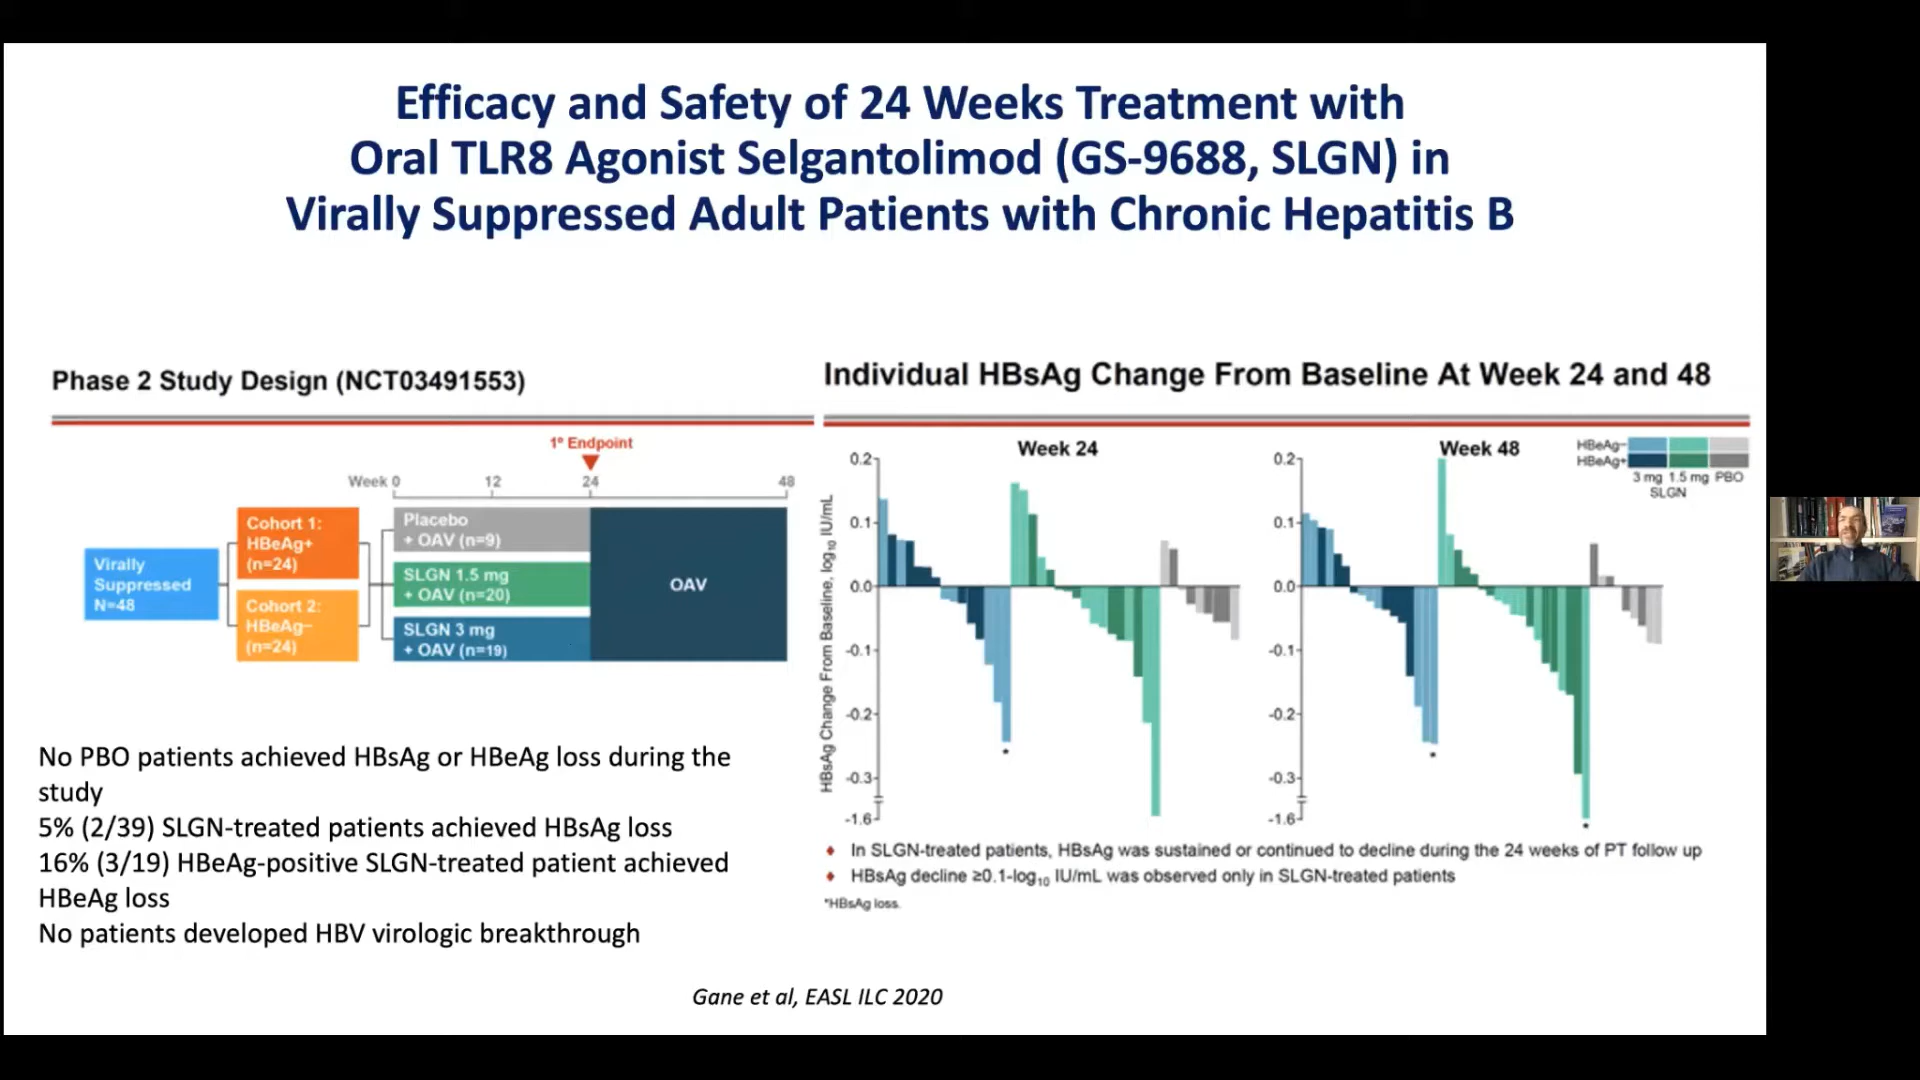 Efficacy and Safety of 24 Weeks Treatment with
Oral TLR8 Agonist Selgantolimod (GS-9688, SLGN) in
Virally Suppressed Adult Patients with Chronic Hepatitis B
Phase 2 Study Design (NCT03491553)
1º Endpoint
Week 0 12 24 48
Virally
Suppressed
N=48
Cohort 1:
HBeAg+
(n=24)
Cohort 2:
HBeAg–
(n=24)
Placebo
+ OAV (n=9)
SLGN 1.5 mg
+ OAV (n=20)
SLGN 3 mg
+ OAV (n=19)
OAV
No PBO patients achieved HBsAg or HBeAg loss during the
study
5% (2/39) SLGN-treated patients achieved HBsAg loss
16% (3/19) HBeAg-positive SLGN-treated patient achieved
HBeAg loss
No patients developed HBV virologic breakthrough
Individual HBsAg Change From Baseline At Week 24 and 48
HBsAg Change From Baseline, log10 IU/mL
Week 24
0.2
0.1
0.0
-0.1
-0.2
-0.3
-1.6
*
Week 48
0.2
0.1
0.0
-0.1
-0.2
-0.3
-1.6
*
*
HBeAg–
HBeAg+
3 mg 1.5 mg PBO
SLGN
♦ In SLGN-treated patients, HBsAg was sustained or continued to decline during the 24 weeks of PT follow up
♦ HBsAg decline ≥0.1-log10 IU/mL was observed only in SLGN-treated patients
*HBsAg loss.
Gane et al, EASL ILC 2020